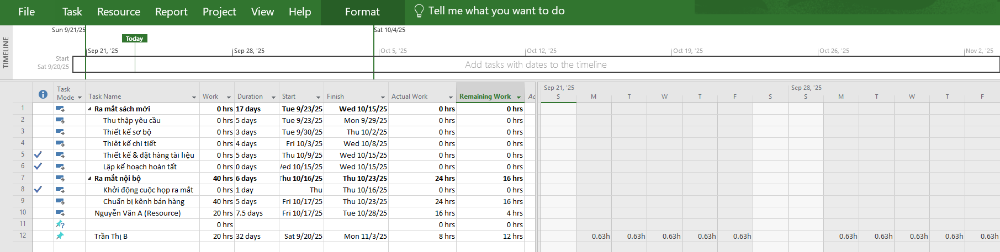 File Task Resource Report Project View Help Format Tell me what you want to do
TIMELINE
Sun 9/21/25 Sat 10/4/25
Today
Sep 21, '25 Sep 28, '25 Oct 5, '25 Oct 12, '25 Oct 19, '25 Oct 26, '25 Nov 2, '25
Start
Sat 9/20/25
Add tasks with dates to the timeline
Task Mode Task Name Work Duration Start Finish Actual Work Remaining Work Ac
Sep 21, '25 Sep 28, '25
S M T W T F S S M T W T F
1 Ra mắt sách mới 0 hrs 17 days Tue 9/23/25 Wed 10/15/25 0 hrs 0 hrs
2 Thu thập yêu cầu 0 hrs 5 days Tue 9/23/25 Mon 9/29/25 0 hrs 0 hrs
3 Thiết kế sơ bộ 0 hrs 3 days Tue 9/30/25 Thu 10/2/25 0 hrs 0 hrs
4 Thiêt kế chi tiết 0 hrs 4 days Fri 10/3/25 Wed 10/8/25 0 hrs 0 hrs
5 Thiết kế & đặt hàng tài liệu 0 hrs 5 days Thu 10/9/25 Wed 10/15/25 0 hrs 0 hrs
6 Lập kế hoạch hoàn tất 0 hrs 0 days Wed 10/15/25 Wed 10/15/25 0 hrs 0 hrs
7 Ra mắt nội bộ 40 hrs 6 days Thu 10/16/25 Thu 10/23/25 24 hrs 16 hrs
8 Khởi động cuộc họp ra mắt 0 hrs 1 day Thu Thu 10/16/25 0 hrs 0 hrs
9 Chuẩn bị kênh bán hàng 40 hrs 5 days Fri 10/17/25 Thu 10/23/25 24 hrs 16 hrs
10 Nguyễn Văn A (Resource) 20 hrs 7.5 days Fri 10/17/25 Tue 10/28/25 16 hrs 4 hrs
11 0 hrs 0 hrs 0 hrs
12 Trần Thị B 20 hrs 32 days Sat 9/20/25 Mon 11/3/25 8 hrs 12 hrs 0.63h 0.63h 0.63h 0.63h 0.63h 0.63h 0.63h 0.63h 0.63h 0.63h